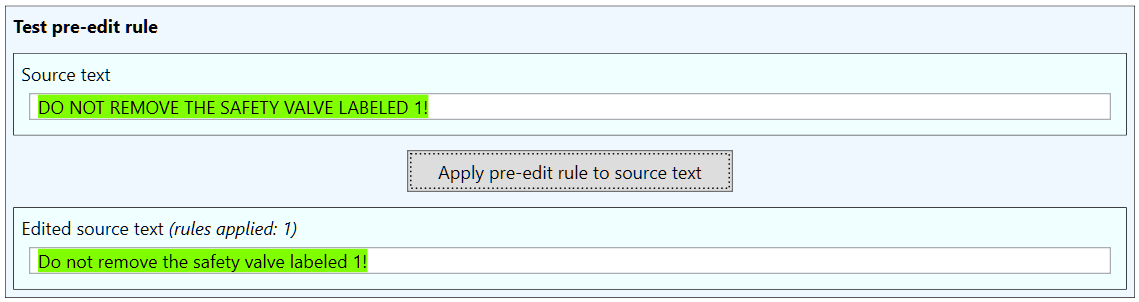 Test pre-edit rule
Source text
DO NOT REMOVE THE SAFETY VALVE LABELED 1!
Apply pre-edit rule to source text
Edited source text (rules applied: 1)
Do not remove the safety valve labeled 1!